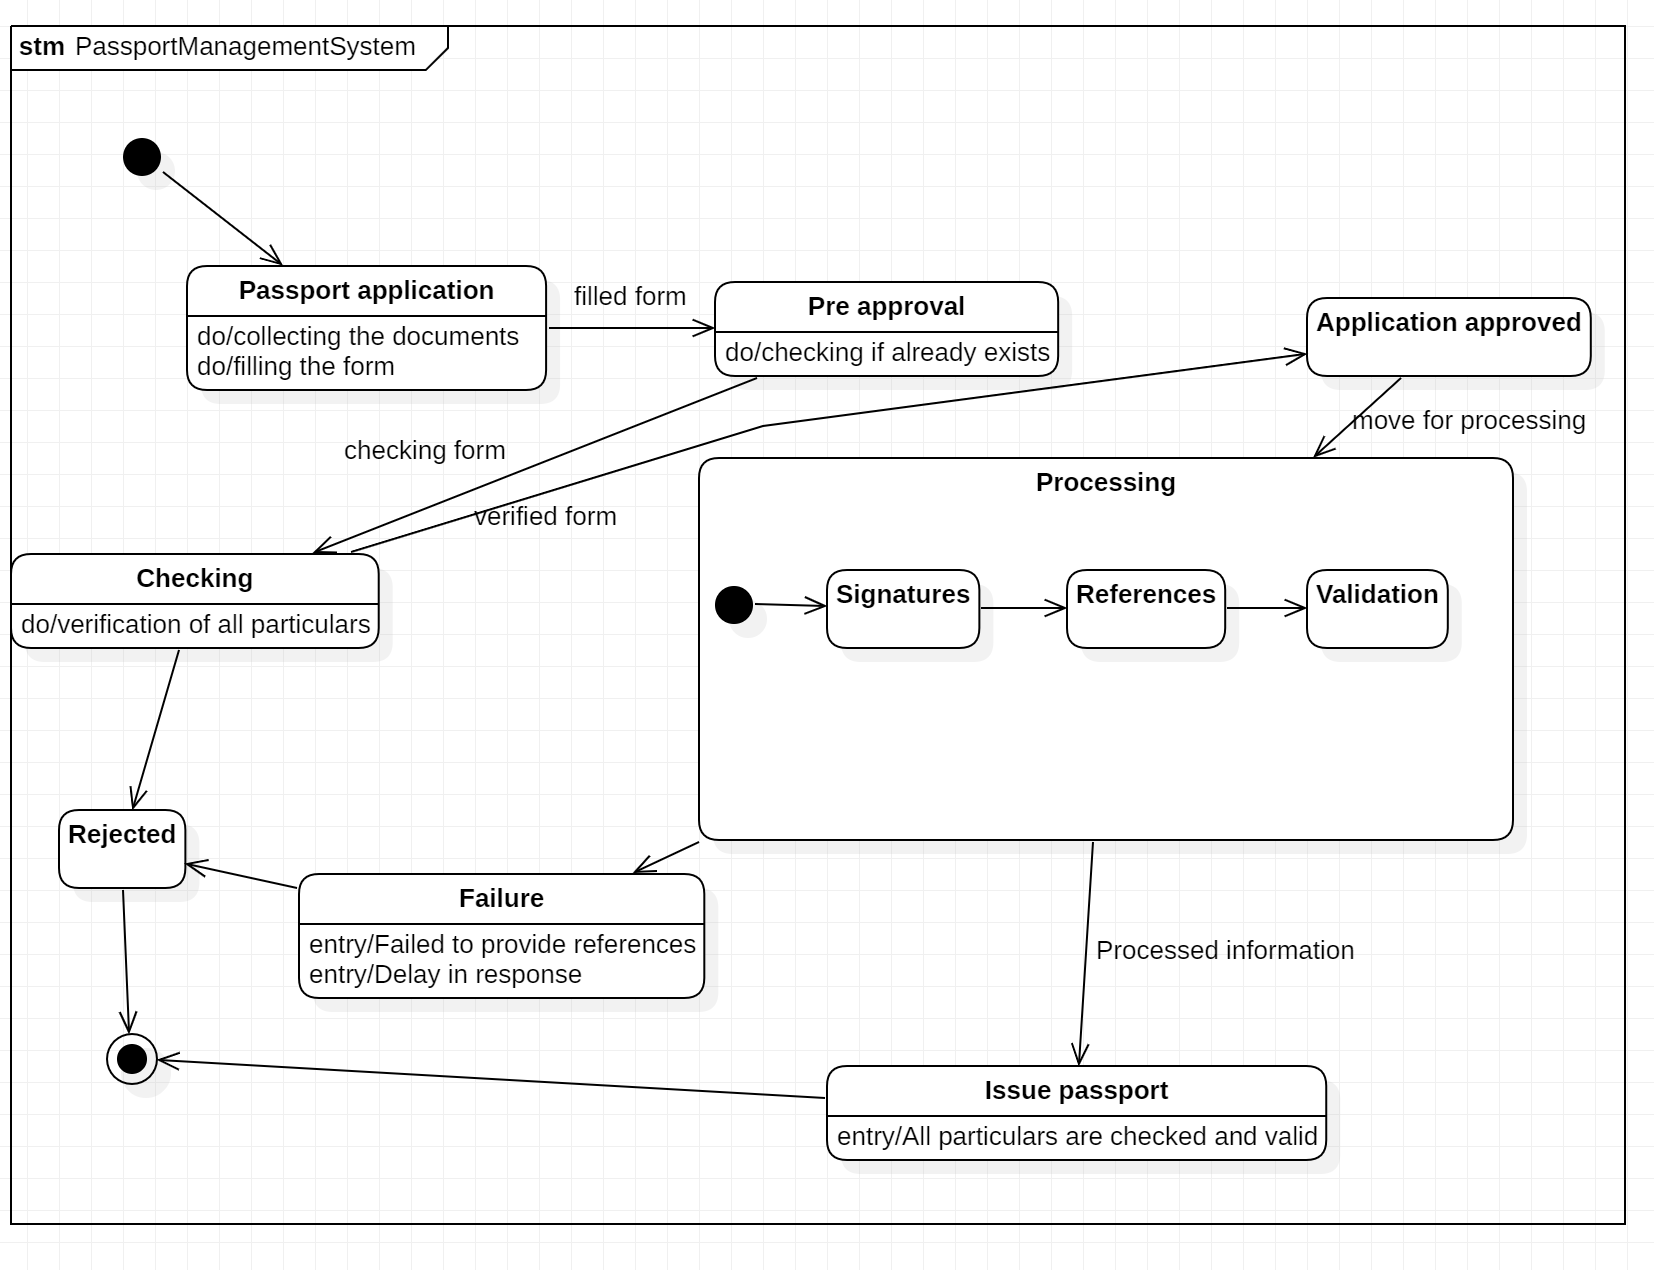 stm PassportManagementSystem
Passport application
do/collecting the documents
do/filling the form
filled form
Pre approval
do/checking if already exists
Application approved
move for processing
checking form
verified form
Processing
Signatures
References
Validation
Checking
do/verification of all particulars
Rejected
Failure
entry/Failed to provide references
entry/Delay in response
Processed information
Issue passport
entry/All particulars are checked and valid